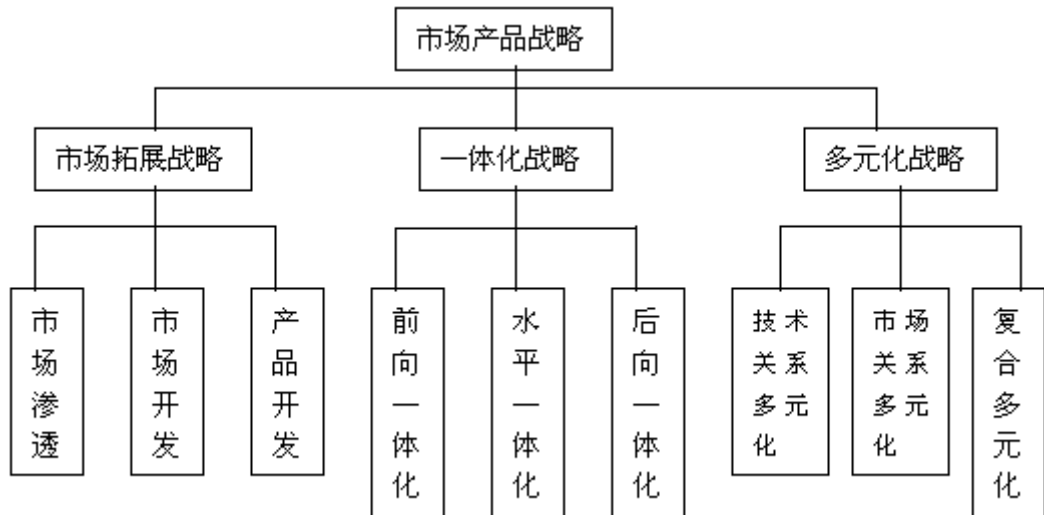 市场产品战略
市场拓展战略
一体化战略
多元化战略
市场渗透
市场开发
产品开发
前向一体化
水平一体化
后向一体化
技术
关系
多元
化
市场
关系
多元
化
复合多元化